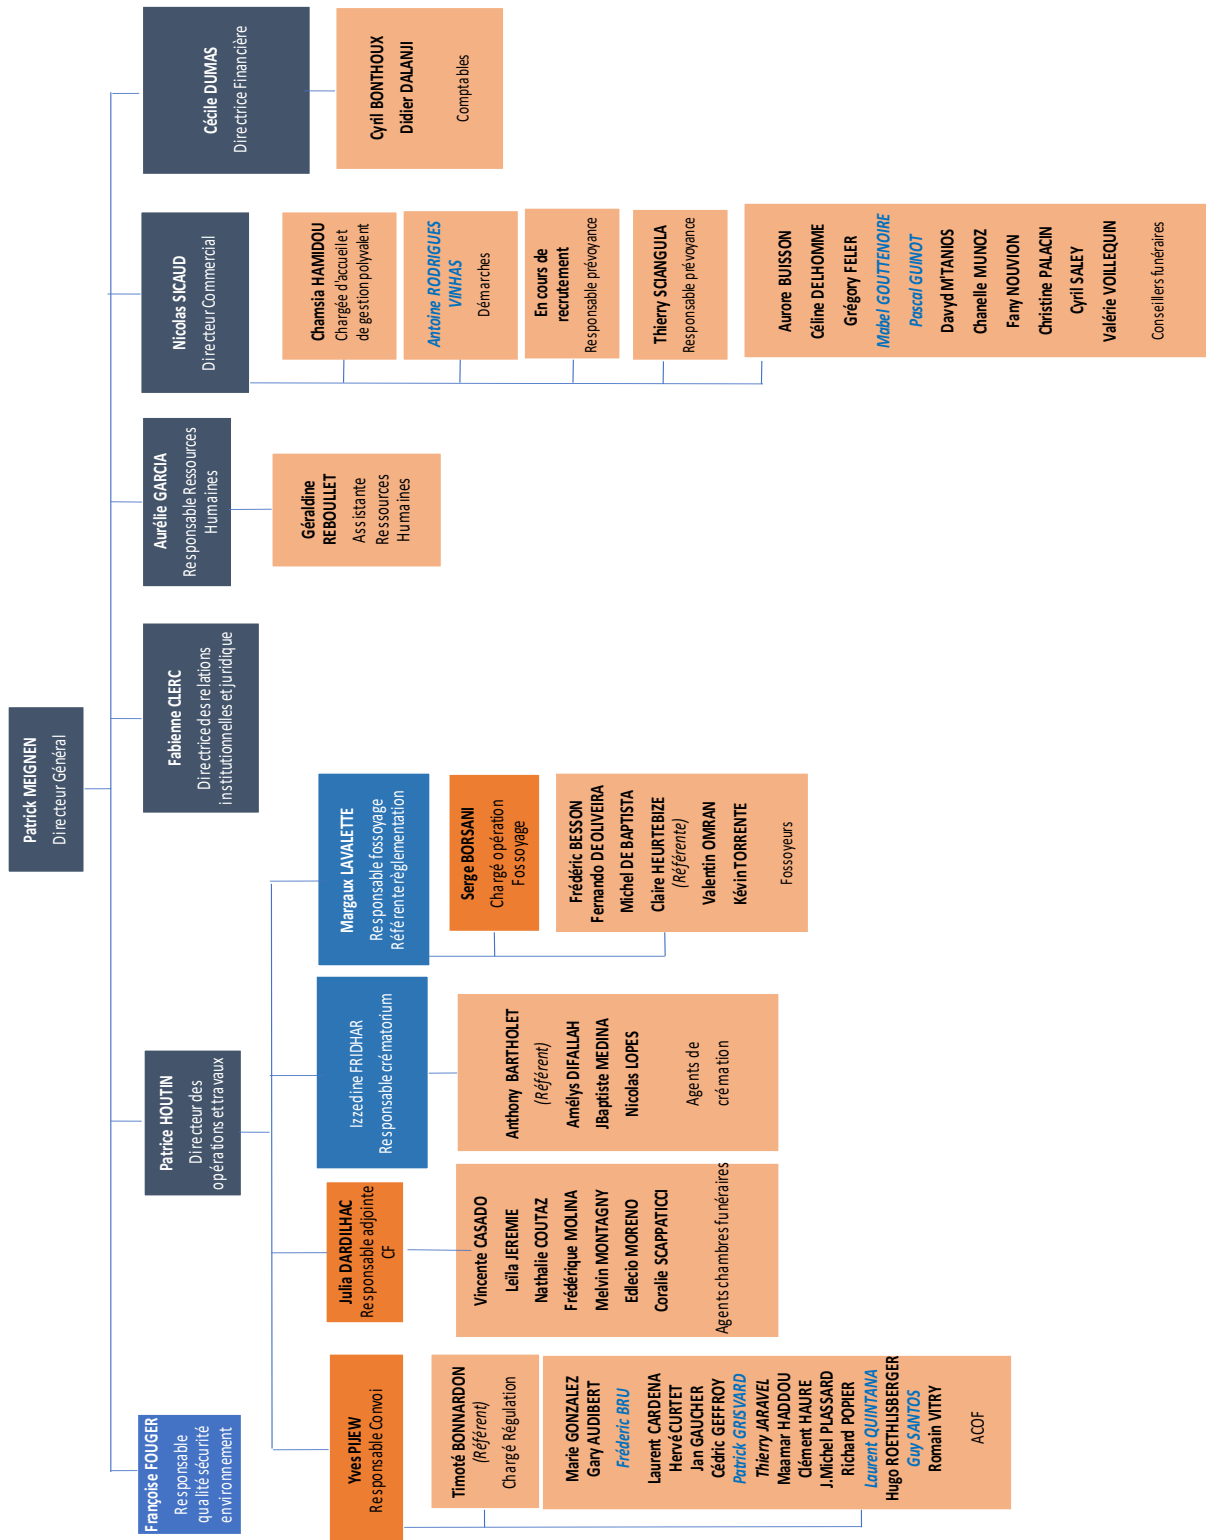 Patrick MEIGNEN
Directeur Général
Françoise FOUGER
Responsable
qualité sécurité
environnement
Patrice HOUTIN
Directeur des
opérations et travaux
Fabienne CLERC
Directrice des relations
institutionnelles et juridique
Aurélie GARCIA
Responsable Ressources
Humaines
Nicolas SICAUD
Directeur Commercial
Cécile DUMAS
Directrice Financière
Yves PIJEW
Responsable Convoi
Timoté BONNARDON
(Référent)
Chargé Régulation
Marie GONZALEZ
Gary AUDIBERT
Fréderic BRU
Laurent CARDENA
Hervé CURTET
Jan GAUCHER
Cédric GEFFROY
Patrick GRISVARD
Thierry JARAVEL
Maamar HADDOU
Clément HAURE
J.Michel PLASSARD
Richard POPIER
Laurent QUINTANA
Hugo ROETHLISBERGER
Guy SANTOS
Romain VITRY
ACOF
Julia DARDILHAC
Responsable adjointe
CF
Vincente CASADO
Leïla JEREMIE
Nathalie COUTAZ
Frédérique MOLINA
Melvin MONTAGNY
Edlecio MORENO
Coralie SCAPPATICCI
Agents chambres funéraires
Izzedine FRIDHAR
Responsable crématorium
Anthony BARTHOLET
(Référent)
Amélys DIFALLAH
JBaptiste MEDINA
Nicolas LOPES
Agents de
crémation
Margaux LAVALETTE
Responsable fossoyage
Référente règlementation
Serge BORSANI
Chargé opération
Fossoyage
Frédéric BESSON
Fernando DE OLIVEIRA
Michel DE BAPTISTA
Claire HEURTEBIZE
(Référente)
Valentin OMRAN
Kévin TORRENTE
Fossoyeurs
Géraldine
REBOULLET
Assistante
Ressources
Humaines
Chamsia HAMIDOU
Chargée d'accueil et
de gestion polyvalent
Antoine RODRIGUES
VINHAS
Démarches
En cours de
recrutement
Responsable prévoyance
Thierry SCIANGULA
Responsable prévoyance
Aurore BUISSON
Céline DELHOMME
Grégory FELER
Mabel GOUTTENOIRE
Pascal GUINOT
Davyd M'TANIOS
Chanelle MUNOZ
Fany NOUVION
Christine PALACIN
Cyril SALEY
Valérie VOILLEQUIN
Conseillers funéraires
Cyril BONTHOUX
Didier DALANJI
Comptables